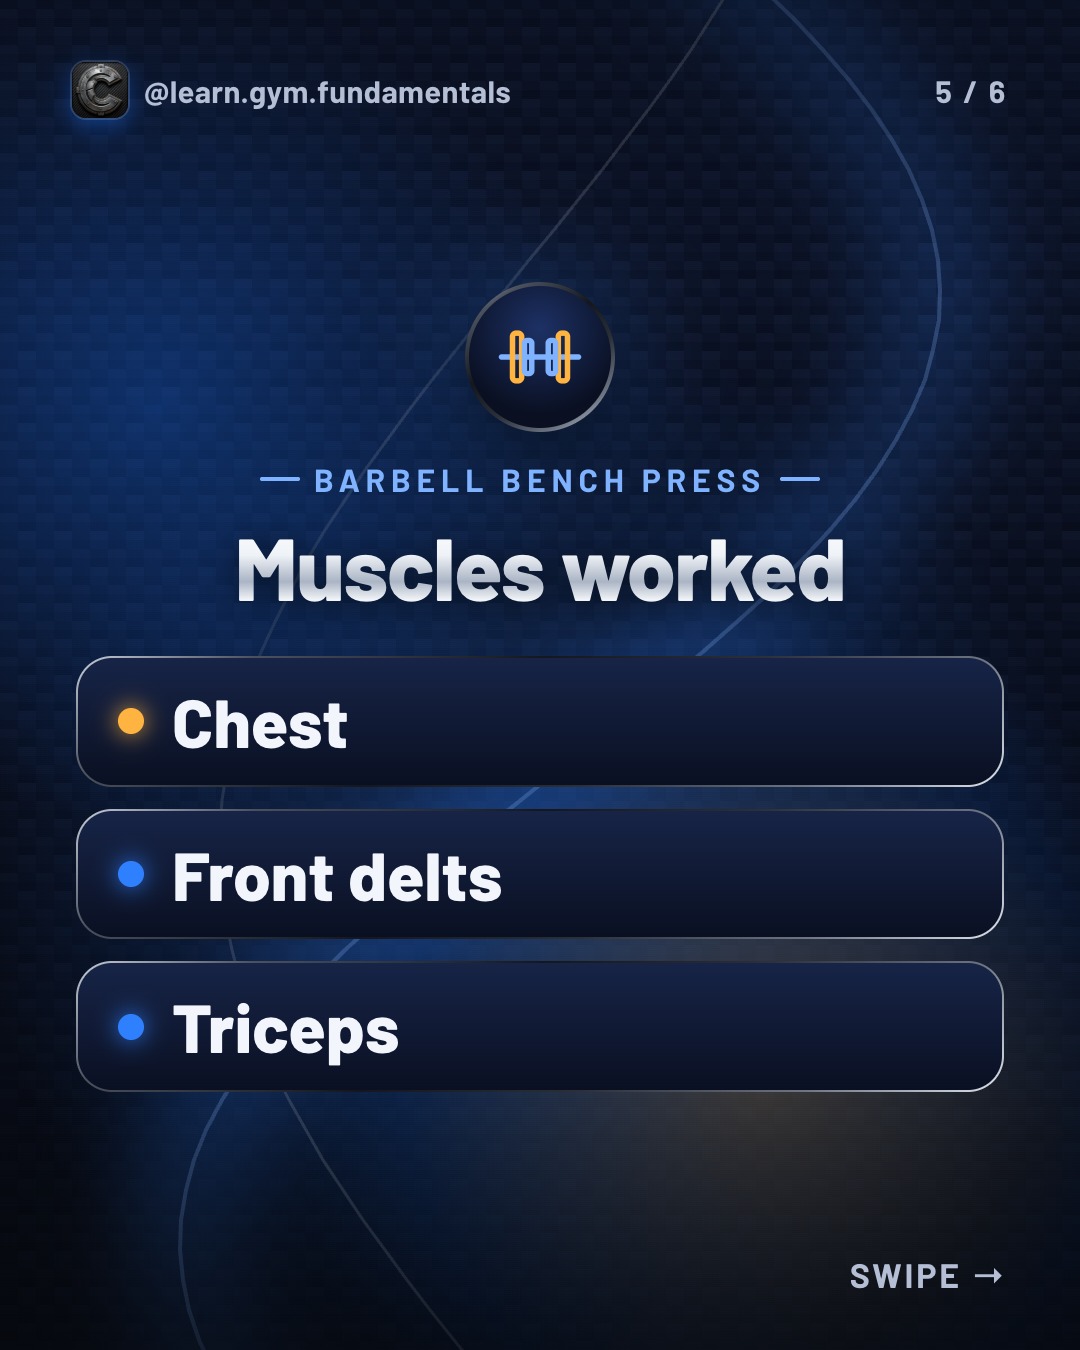 @learn.gym.fundamentals
5 / 6
BARBELL BENCH PRESS
Muscles worked
Chest
Front delts
Triceps
SWIPE →